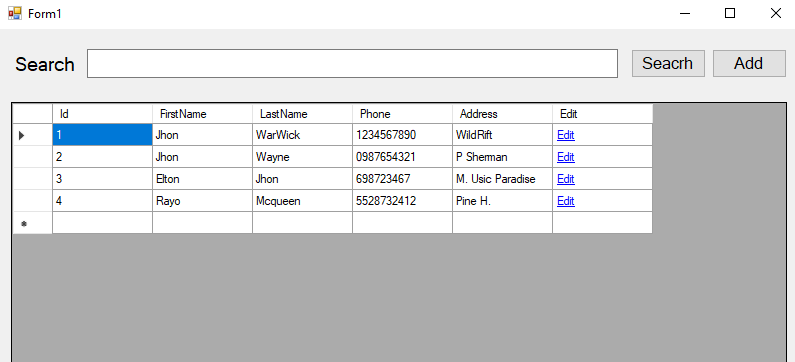 Form1
Search Seacrh Add
Id FirstName LastName Phone Address Edit
1 Jhon WarWick 1234567890 WildRift Edit
2 Jhon Wayne 0987654321 P Sherman Edit
3 Elton Jhon 698723467 M. Usic Paradise Edit
4 Rayo Mcqueen 5528732412 Pine H. Edit